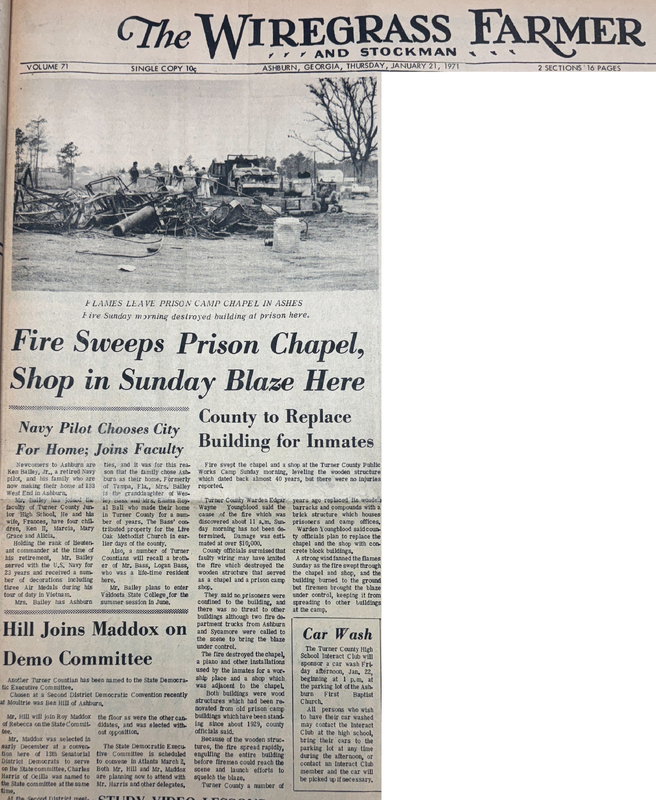 The WIREGRASS FARMER
AND STOCKMAN
VOLUME 71 SINGLE COPY 10¢ ASHBURN, GEORGIA, THURSDAY, JANUARY 21, 1971 2 SECTIONS 16 PAGES
FLAMES LEAVE PRISON CAMP CHAPEL IN ASHES
Fire Sunday morning destroyed building at prison here.
Fire Sweeps Prison Chapel,
Shop in Sunday Blaze Here
Navy Pilot Chooses City
For Home; Joins Faculty
Newcomers to Ashburn are
Ken Bailey, Jr., a retired Navy
pilot, and his family who are
now making their home at 133
West End in Ashburn.
Mr. Bailey has joined the
faculty of Turner County Jun-
ior High School. He and his
wife, Frances, have four chil-
dren, Ken II, Marcia, Mary
Grace and Alicia.
Holding the rank of lieuten-
ant commander at the time of
his retirement, Mr. Bailey
served with the U.S. Navy for
23 years and received a num-
ber of decorations including
three Air Medals during his
tour of duty in Vietnam.
Mrs. Bailey has Ashburn
ties, and it was for this rea-
son that the family chose Ash-
burn as their home. Formerly
of Tampa, Fla., Mrs. Bailey
is the granddaughter of Wes-
ley
al Ball who made their home
in Turner County for a num-
ber of years. The Bass' con-
tributed property for the Live
Oak Methodist Church in ear-
lier days of the county.
Also, a number of Turner
Countians will recall a broth-
er of Mr. Bass, Logan Bass,
who was a life-time resident
here.
Mr. Bailey plans to enter
Valdosta State College for the
summer session in June.
County to Replace
Building for Inmates
Fire swept the chapel and a shop at the Turner County Public
Works Camp Sunday morning, leveling the wooden structure
which dated back almost 40 years, but there were no injuries
reported.
Turner County Warden Edgar
Wayne Youngblood said the
cause of the fire which was
discovered about 11 a.m. Sun-
day morning has not been de-
termined. Damage was esti-
mated at over $10,000.
County officials surmised that
faulty wiring may have ignited
the fire which destroyed the
wooden structure that served
as a chapel and a prison camp
shop.
They said no prisoners were
confined to the building, and
there was no threat to other
buildings although two fire de-
partment trucks from Ashburn
and Sycamore were called to
the scene to bring the blaze
under control.
The fire destroyed the chapel,
a piano and other installations
used by the inmates for a wor-
ship place and a shop which
was adjacent to the chapel.
Both buildings were wood
structures which had been re-
novated from old prison camp
buildings which have been stand-
ing since about 1929, county
officials said.
Because of the wooden struc-
tures, the fire spread rapidly,
engulfing the entire building
before firemen could reach the
scene and launch efforts to
squelch the blaze.
Turner County a number of
years ago replaced its wooden
barracks and compounds with a
brick structure which houses
prisoners and camp offices.
Warden Youngblood said coun-
ty officials plan to replace the
chapel and the shop with con-
crete block buildings.
A strong wind fanned the flames
Sunday as the fire swept through
the chapel and shop, and the
building burned to the ground
but firemen brought the blaze
under control, keeping it from
spreading to other buildings
at the camp.
Hill Joins Maddox on
Demo Committee
Another Turner Countian has been named to the State Democra-
tic Executive Committee.
Chosen at a Second District Democratic Convention recently
at Moultrie was Ben Hill of Ashburn.
Mr. Hill will join Roy Maddox
of Rebecca on the State Commit-
tee.
Mr. Maddox was selected in
early December at a conven-
tion here of 13th Senatorial
District Democrats to serve
on the State committee. Charles
Harris of Ocilla was named to
the State committee at the same
time.
At the Second District meet-
the floor as the other can-
didates, and was elected with-
out opposition.
The State Democratic Execu-
tive Committee is scheduled
to convene in Atlanta March 2.
Both Mr. Hill and Mr. Maddox
are planning now to attend with
Mr. Harris and other delegates.
STUDY VIDEO LESSONS
Car Wash
The Turner County High
School Interact Club will
sponsor a car wash Fri-
day afternoon, Jan. 22,
beginning at 1 p.m. at
the parking lot of the Ash-
burn First Baptist
Church.
All persons who wish
to have their car washed
may contact the Interact
Club at the high school,
bring their cars to the
parking lot at any time
during the afternoon, or
contact an Interact Club
member and the car will
be picked up if necessary.